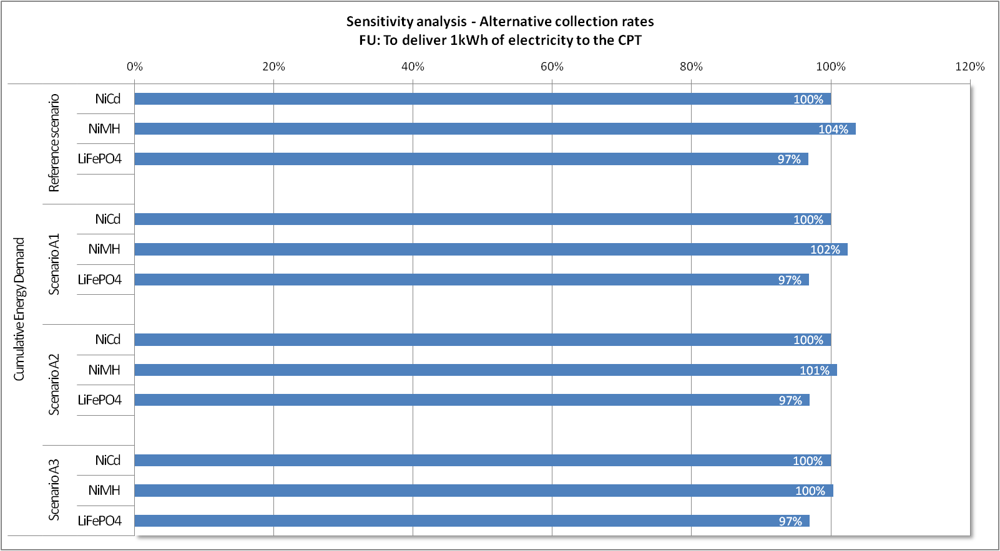 Sensitivity analysis - Alternative collection rates
FU: To deliver 1kWh of electricity to the CPT
0% 20% 40% 60% 80% 100% 120%
Cumulative Energy Demand
Reference scenario
NiCd 100%
NiMH 104%
LiFePO4 97%
Scenario A1
NiCd 100%
NiMH 102%
LiFePO4 97%
Scenario A2
NiCd 100%
NiMH 101%
LiFePO4 97%
Scenario A3
NiCd 100%
NiMH 100%
LiFePO4 97%